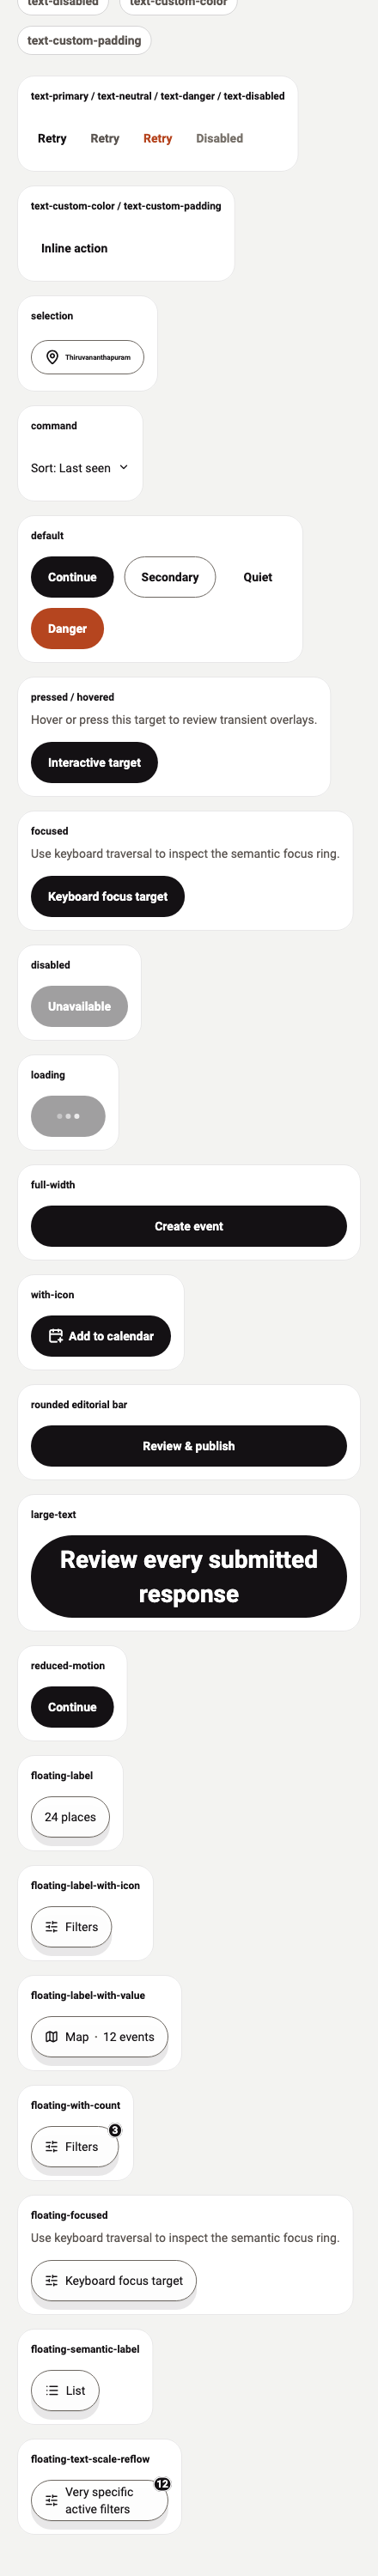 text-disabled text-custom-color
text-custom-padding
text-primary / text-neutral / text-danger / text-disabled
Retry Retry Retry Disabled
text-custom-color / text-custom-padding
Inline action
selection
Thiruvananthapuram
command
Sort: Last seen
default
Continue Secondary Quiet
Danger
pressed / hovered
Hover or press this target to review transient overlays.
Interactive target
focused
Use keyboard traversal to inspect the semantic focus ring.
Keyboard focus target
disabled
Unavailable
loading
full-width
Create event
with-icon
Add to calendar
rounded editorial bar
Review & publish
large-text
Review every submitted
response
reduced-motion
Continue
floating-label
24 places
floating-label-with-icon
Filters
floating-label-with-value
Map · 12 events
floating-with-count
3
Filters
floating-focused
Use keyboard traversal to inspect the semantic focus ring.
Keyboard focus target
floating-semantic-label
List
floating-text-scale-reflow
12
Very specific
active filters